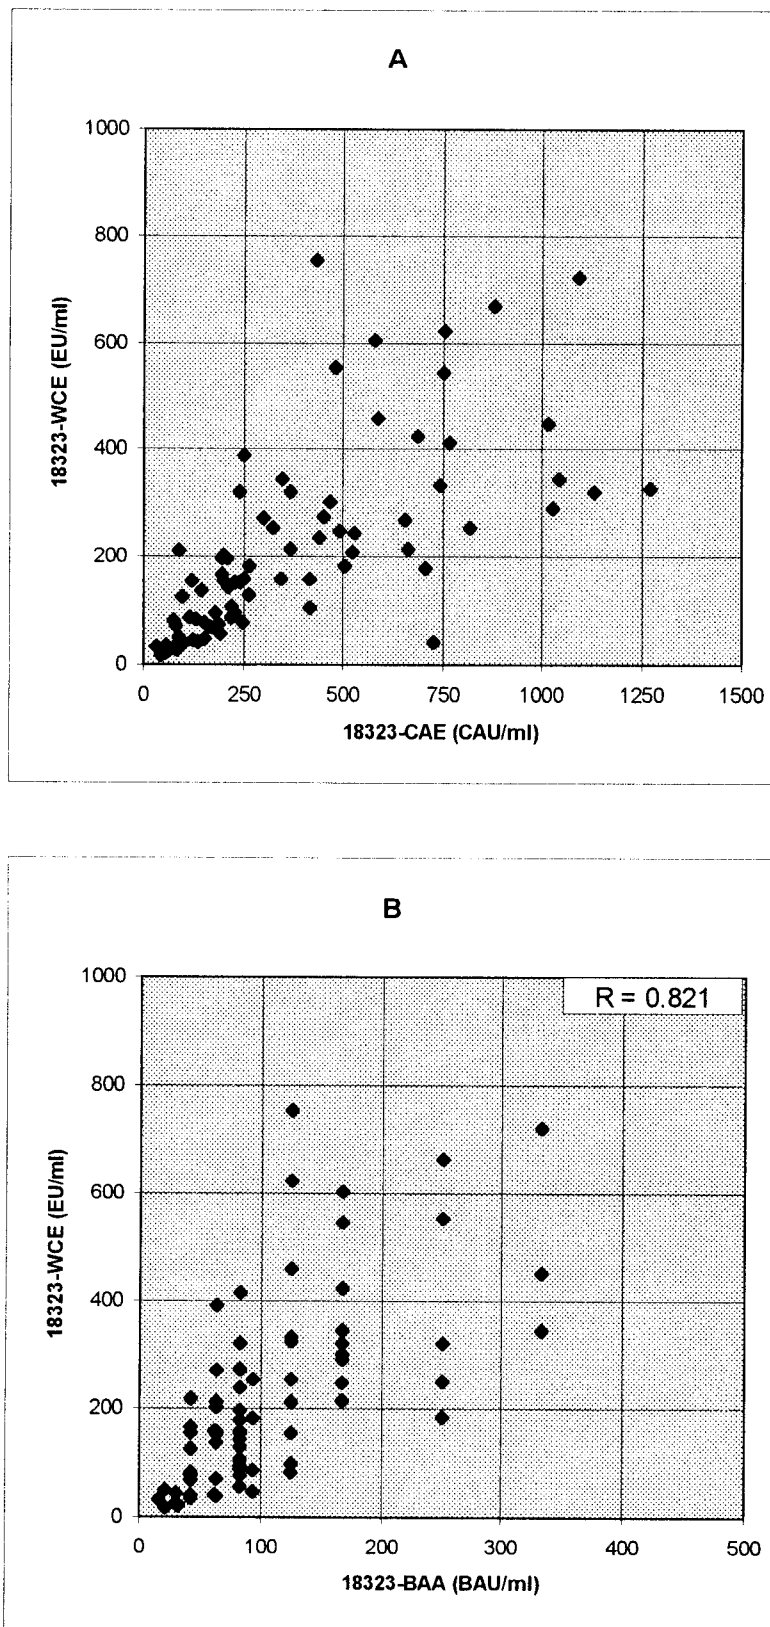 A
1000
800
600
400
200
0
18323-WCE (EU/ml)
0 250 500 750 1000 1250 1500
18323-CAE (CAU/ml)
B
R = 0.821
1000
800
600
400
200
0
18323-WCE (EU/ml)
0 100 200 300 400 500
18323-BAA (BAU/ml)